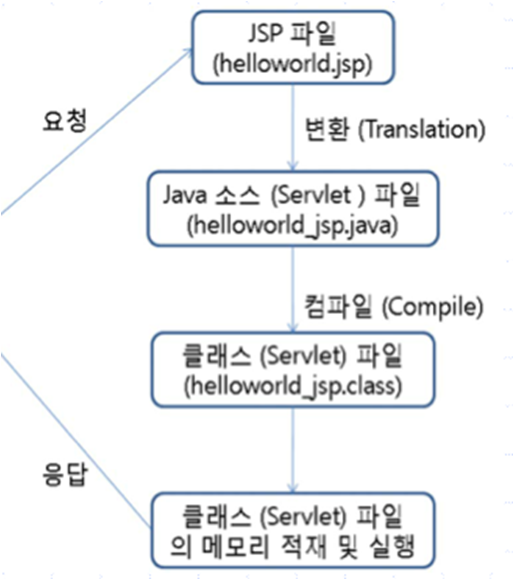 JSP 파일
(helloworld.jsp)
요청
변환 (Translation)
Java 소스 (Servlet ) 파일
(helloworld_jsp.java)
컴파일 (Compile)
클래스 (Servlet) 파일
(helloworld_jsp.class)
응답
클래스 (Servlet) 파일
의 메모리 적재 및 실행